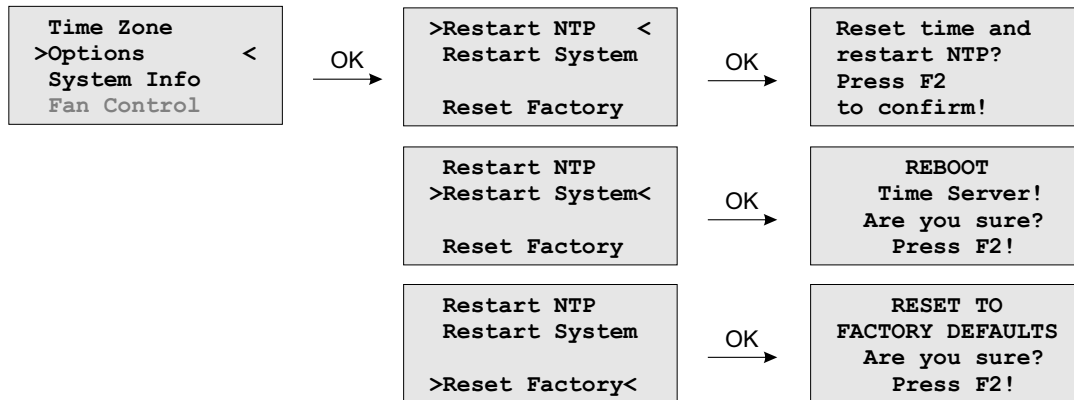 Time Zone
>Options <
System Info
Fan Control
OK
>Restart NTP <
Restart System
Reset Factory
OK
Reset time and
restart NTP?
Press F2
to confirm!
Restart NTP
>Restart System<
Reset Factory
OK
REBOOT
Time Server!
Are you sure?
Press F2!
Restart NTP
Restart System
>Reset Factory<
OK
RESET TO
FACTORY DEFAULTS
Are you sure?
Press F2!